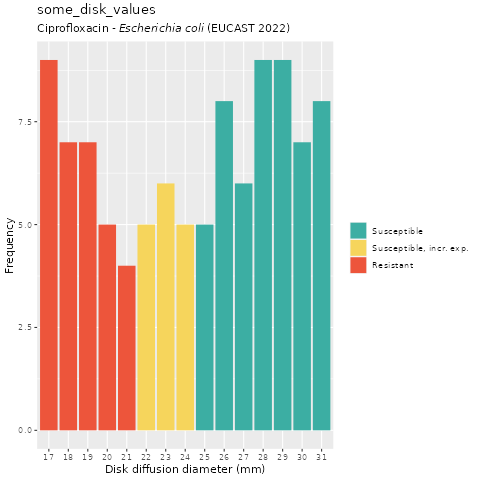 some_disk_values
Ciprofloxacin - Escherichia coli (EUCAST 2022)
Frequency
7.5
5.0
2.5
0.0
17 18 19 20 21 22 23 24 25 26 27 28 29 30 31
Disk diffusion diameter (mm)
Susceptible
Susceptible, incr. exp.
Resistant